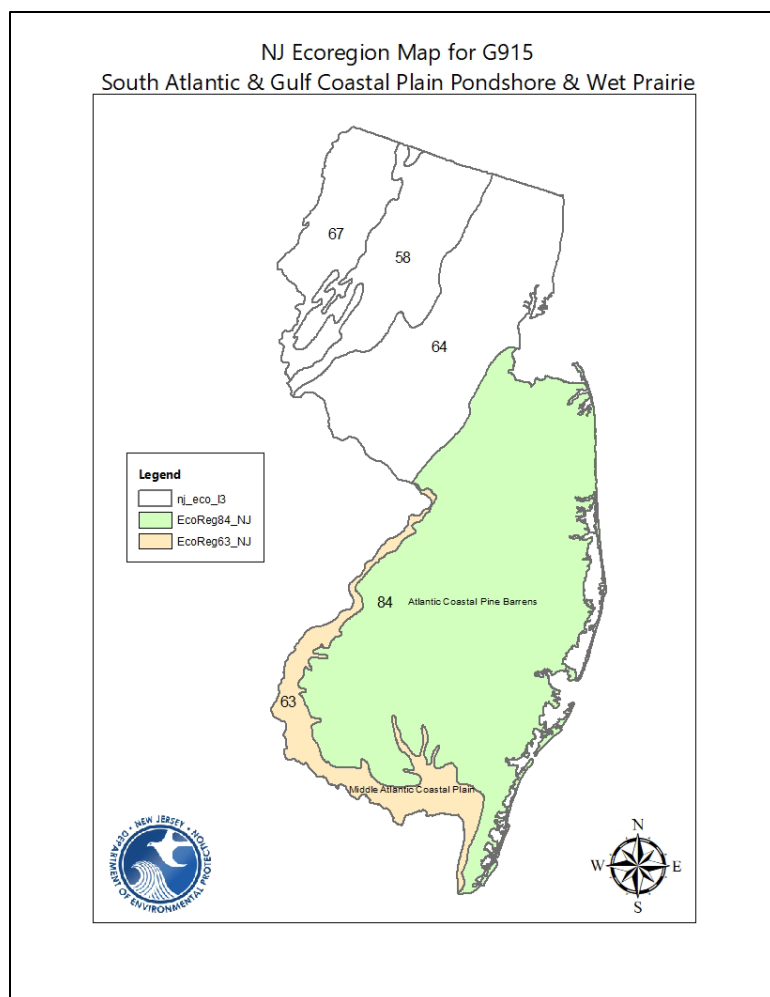 NJ Ecoregion Map for G915
South Atlantic & Gulf Coastal Plain Pondshore & Wet Prairie
67
58
64
Legend
nj_eco_l3
EcoReg84_NJ
EcoReg63_NJ
84
Atlantic Coastal Pine Barrens
63
Middle Atlantic Coastal Plain
NEW JERSEY
DEPARTMENT OF ENVIRONMENTAL PROTECTION
N
W
E
S